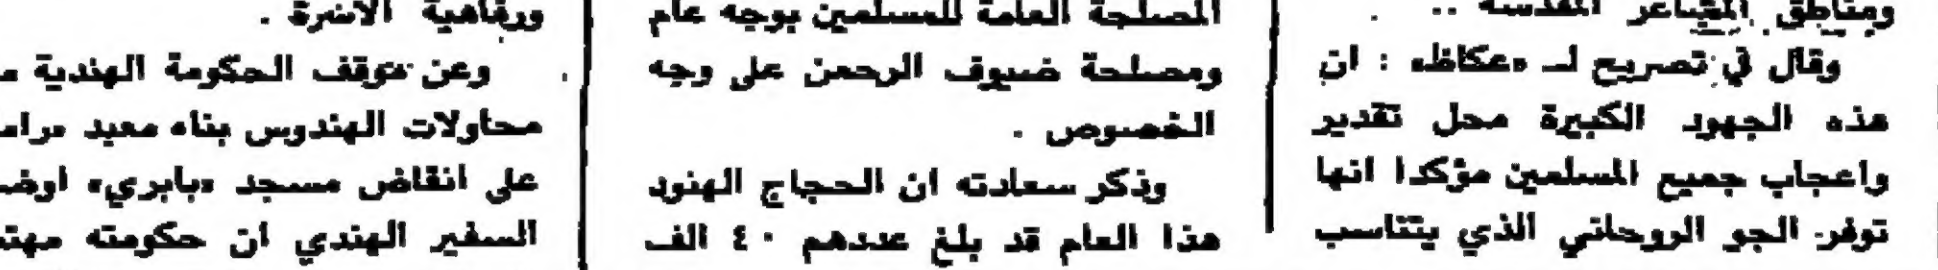 ومناطق المشاعر المقدسة ..
وقال في تصريح لـ «عكاظ» : ان
هذه الجهود الكبيرة محل تقدير
واعجاب جميع المسلمين مؤكدا انها
توفر الجو الروحاني الذي يتناسب
المصلحة العامة للمسلمين بوجه عام
ومصلحة ضيوف الرحمن على وجه
الخصوص .
وذكر سعادته ان الحجاج الهنود
هذا العام قد بلغ عددهم ٤٠ الف
ورفاهية الأسرة .
وعن موقف الحكومة الهندية
محاولات الهندوس بناء معبد
على انقاض مسجد «بابري»
السفير الهندي ان حكومته